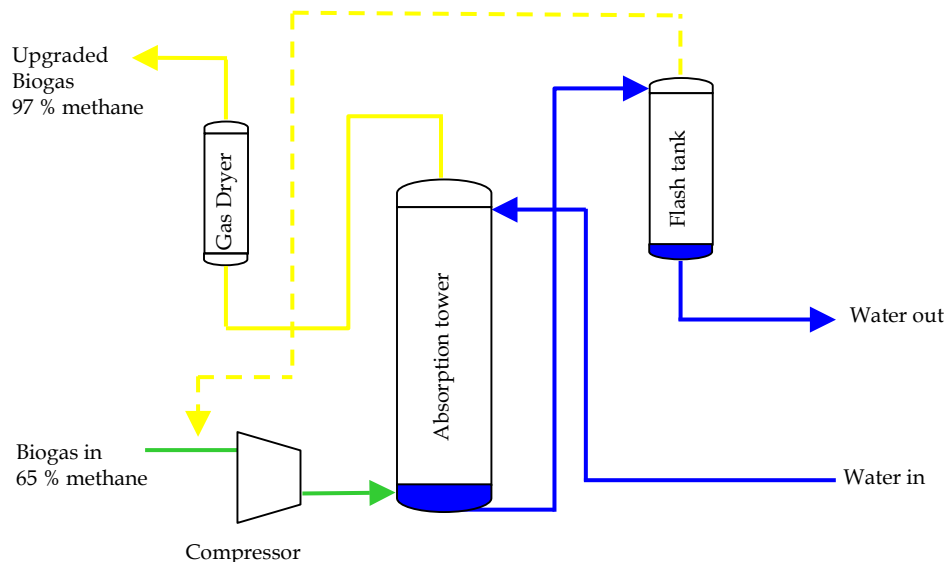 Upgraded
Biogas
97 % methane
Gas Dryer
Flash tank
Absorption tower
Water out
Biogas in
65 % methane
Water in
Compressor